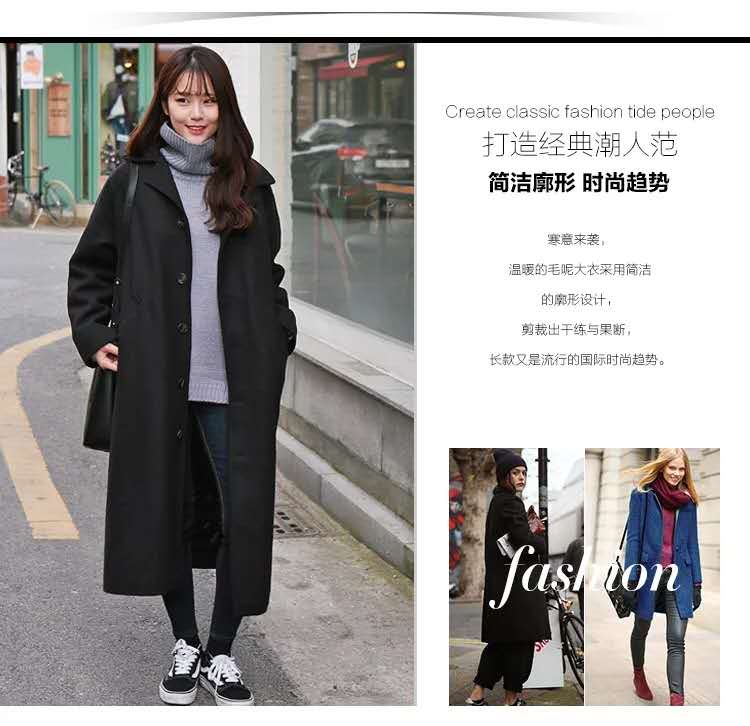 Create classic fashion tide people
打造经典潮人范
简洁廓形 时尚趋势
寒意来袭，
温暖的毛呢大衣采用简洁
的廓形设计，
剪裁出干练与果断，
长款又是流行的国际时尚趋势。
fashion